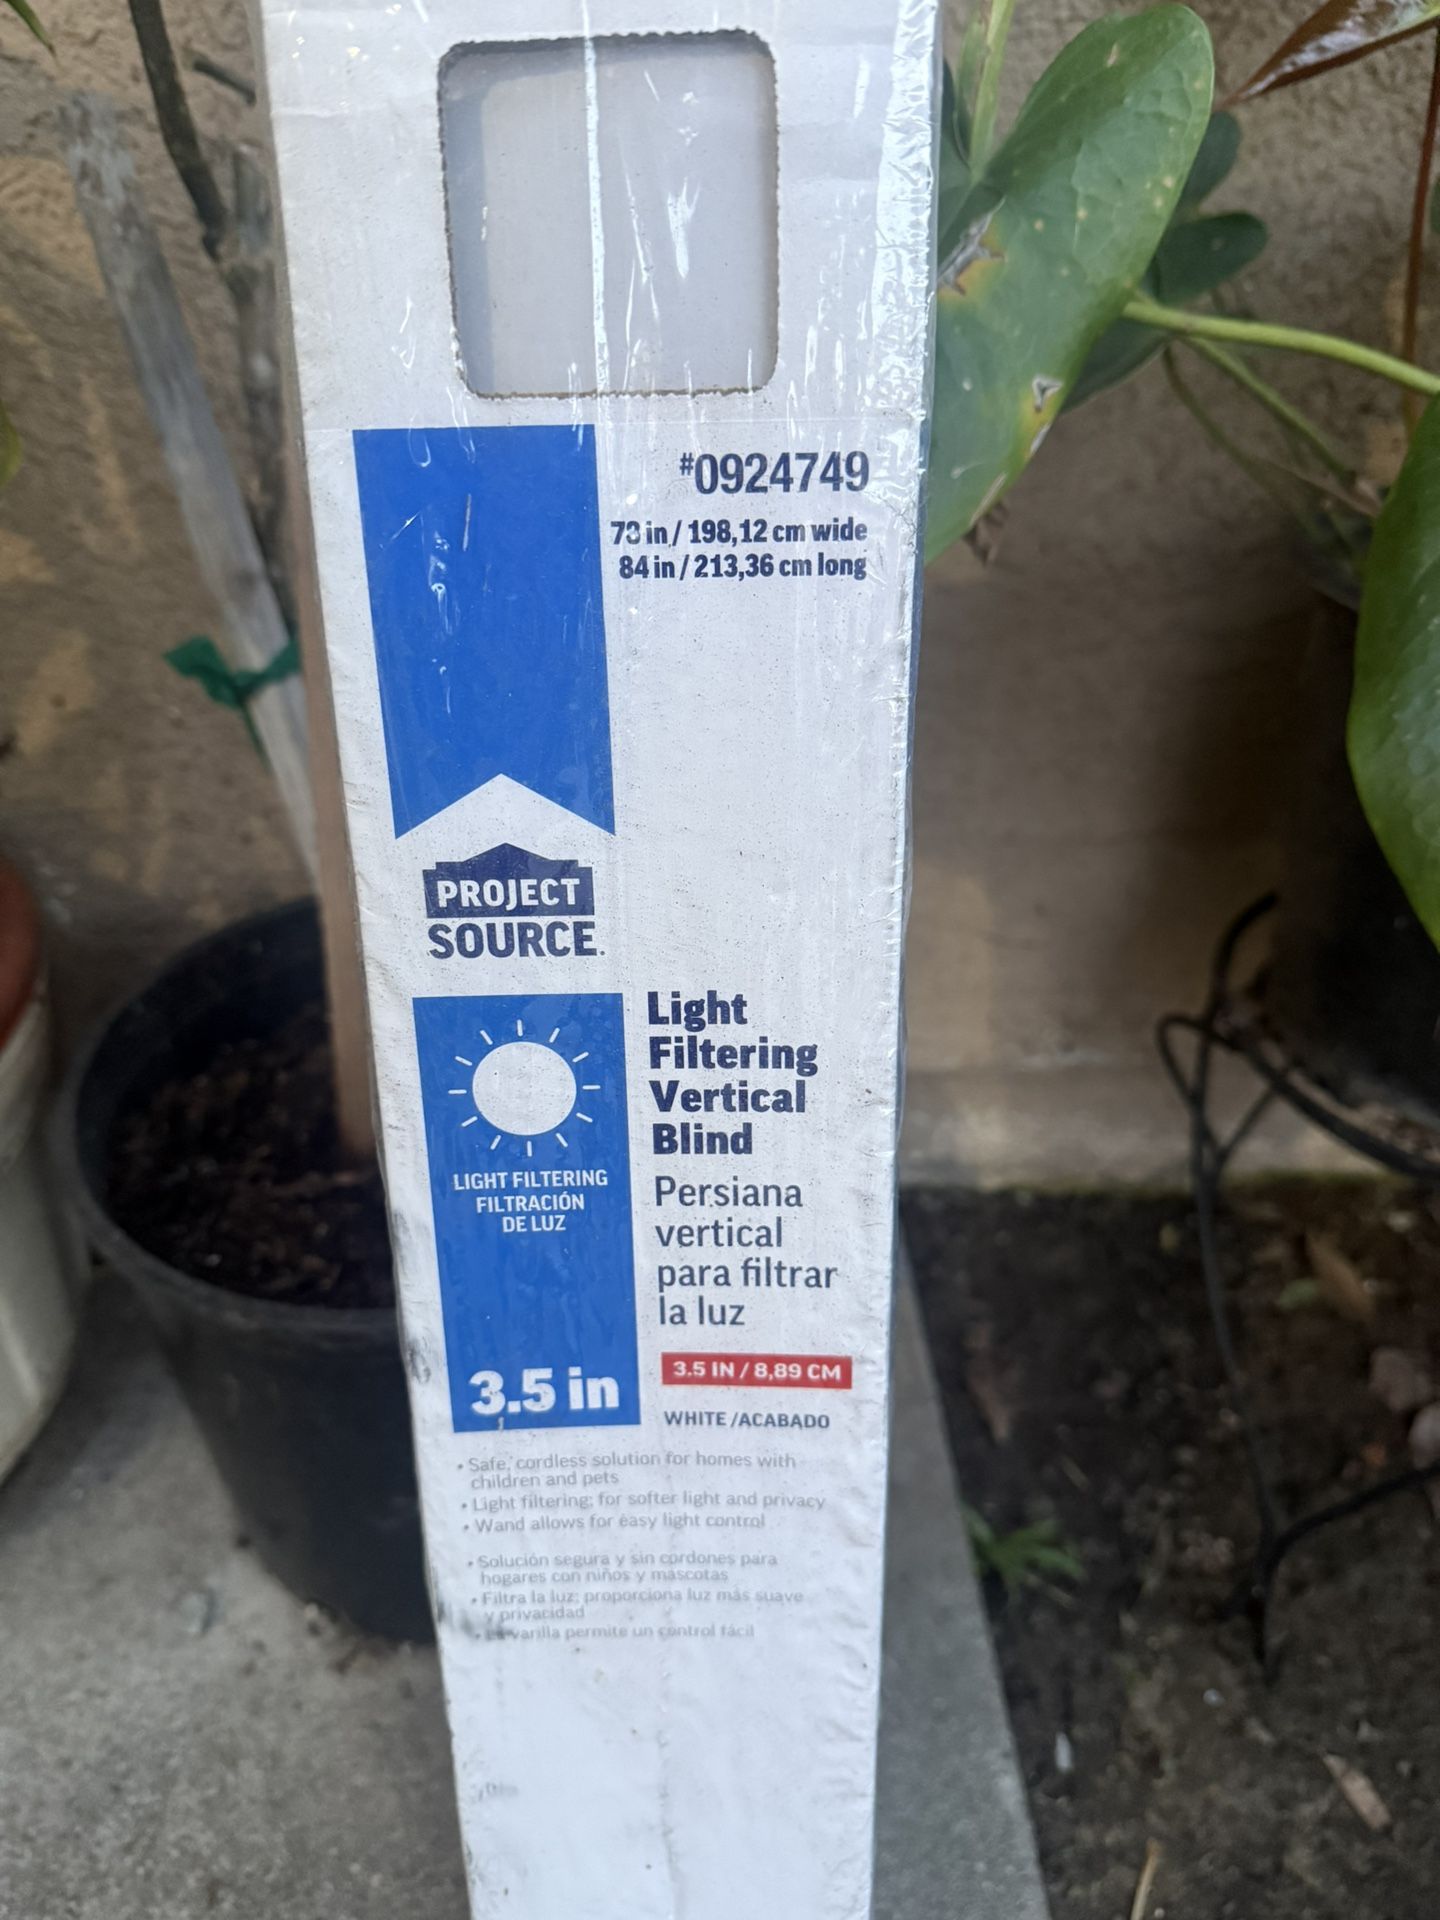 #0924749
78 in / 198,12 cm wide
84 in / 213,36 cm long
PROJECT
SOURCE.
Light
Filtering
Vertical
Blind
LIGHT FILTERING
FILTRACIÓN
DE LUZ
Persiana
vertical
para filtrar
la luz
3.5 in
3.5 IN / 8,89 CM
WHITE /ACABADO
• Safe, cordless solution for homes with
children and pets
• Light filtering; for softer light and privacy
• Wand allows for easy light control
• Solución segura y sin cordones para
hogares con niños y mascotas
• Filtra la luz; proporciona luz más suave
y privacidad
varilla permite un control fácil